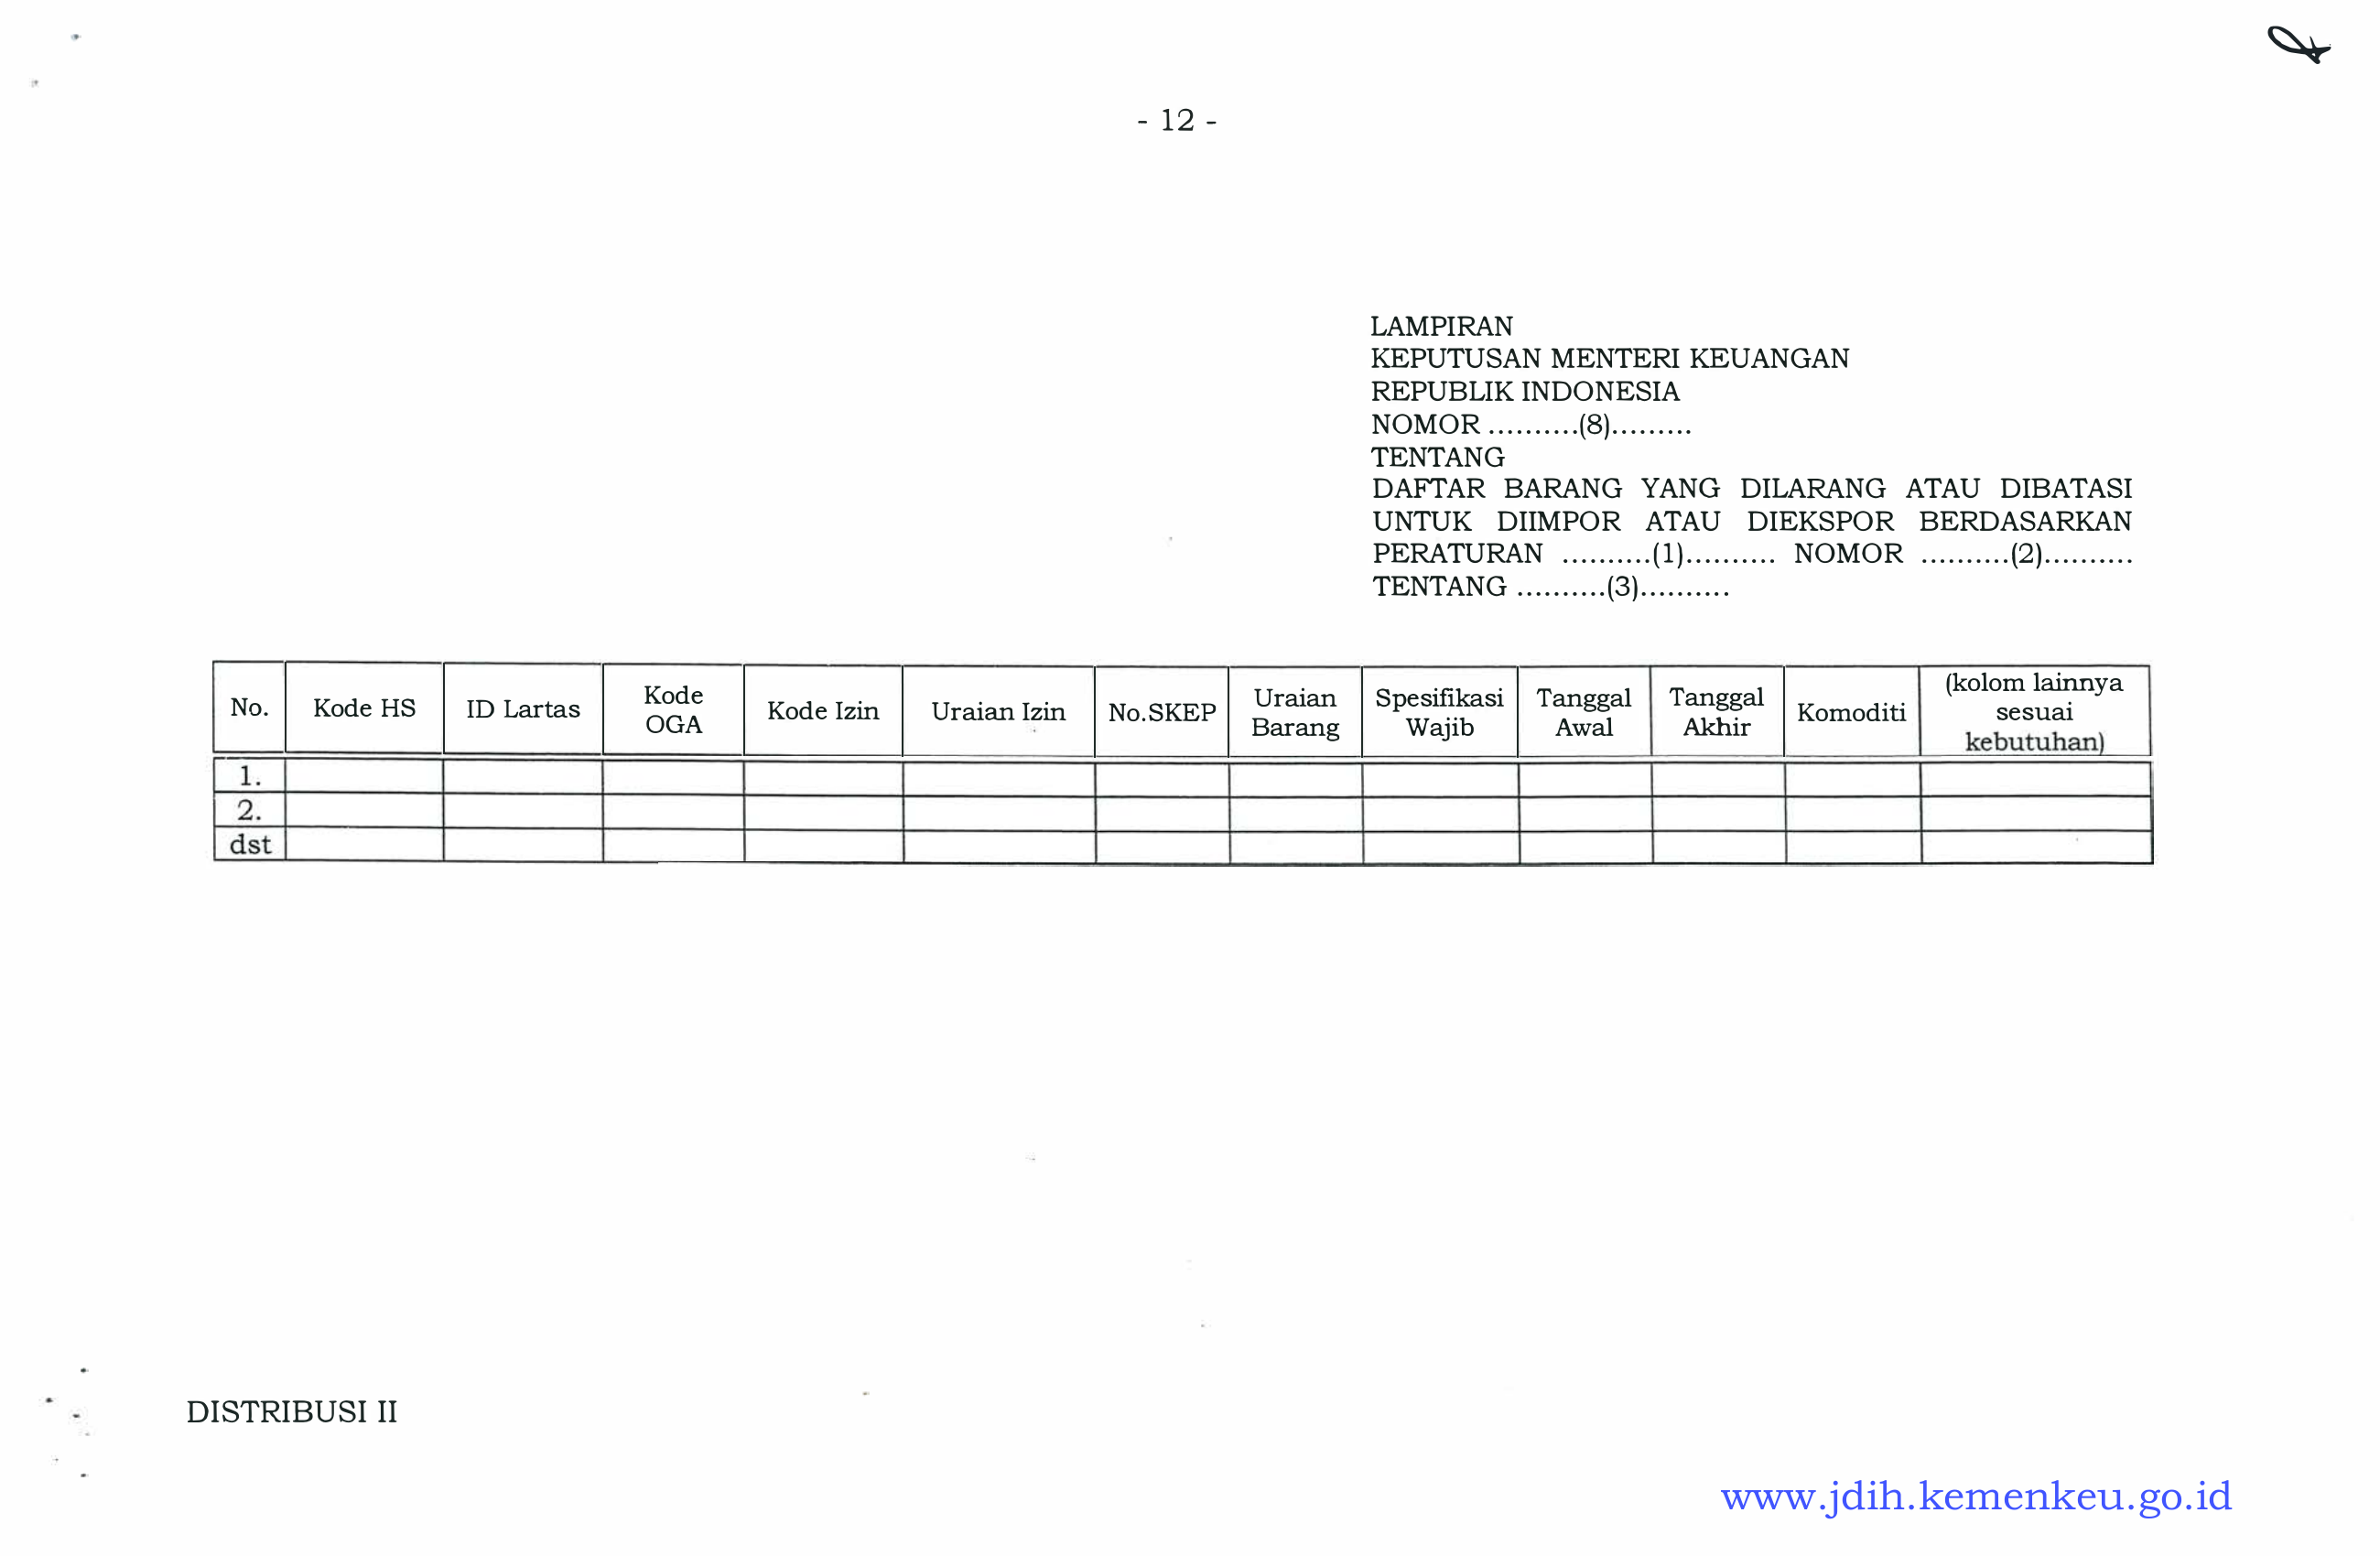 - 12 -
LAMPIRAN
KEPUTUSAN MENTERI KEUANGAN
REPUBLIK INDONESIA
NOMOR ..........(8).........
TENTANG
DAFTAR BARANG YANG DILARANG ATAU DIBATASI
UNTUK DIIMPOR ATAU DIEKSPOR BERDASARKAN
PERATURAN ..........(1).......... NOMOR ..........(2)..........
TENTANG ..........(3)..........
No. Kode HS ID Lartas Kode OGA Kode Izin Uraian Izin No.SKEP Uraian Barang Spesifikasi Wajib Tanggal Awal Tanggal Akhir Komoditi (kolom lainnya sesuai kebutuhan)
1.
2.
dst
DISTRIBUSI II
www.jdih.kemenkeu.go.id